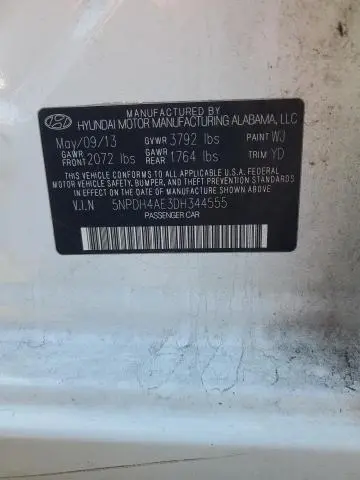 MANUFACTURED BY
HYUNDAI MOTOR MANUFACTURING ALABAMA, LLC
May/09/13 GVWR 3792 lbs PAINT WJ
GAWR FRONT 2072 lbs GAWR REAR 1764 lbs TRIM YD
THIS VEHICLE CONFORMS TO ALL APPLICABLE U.S.A. FEDERAL
MOTOR VEHICLE SAFETY, BUMPER, AND THEFT PREVENTION STANDARDS
IN EFFECT ON THE DATE OF MANUFACTURE SHOWN ABOVE.
V.I.N 5NPDH4AE3DH344555
PASSENGER CAR